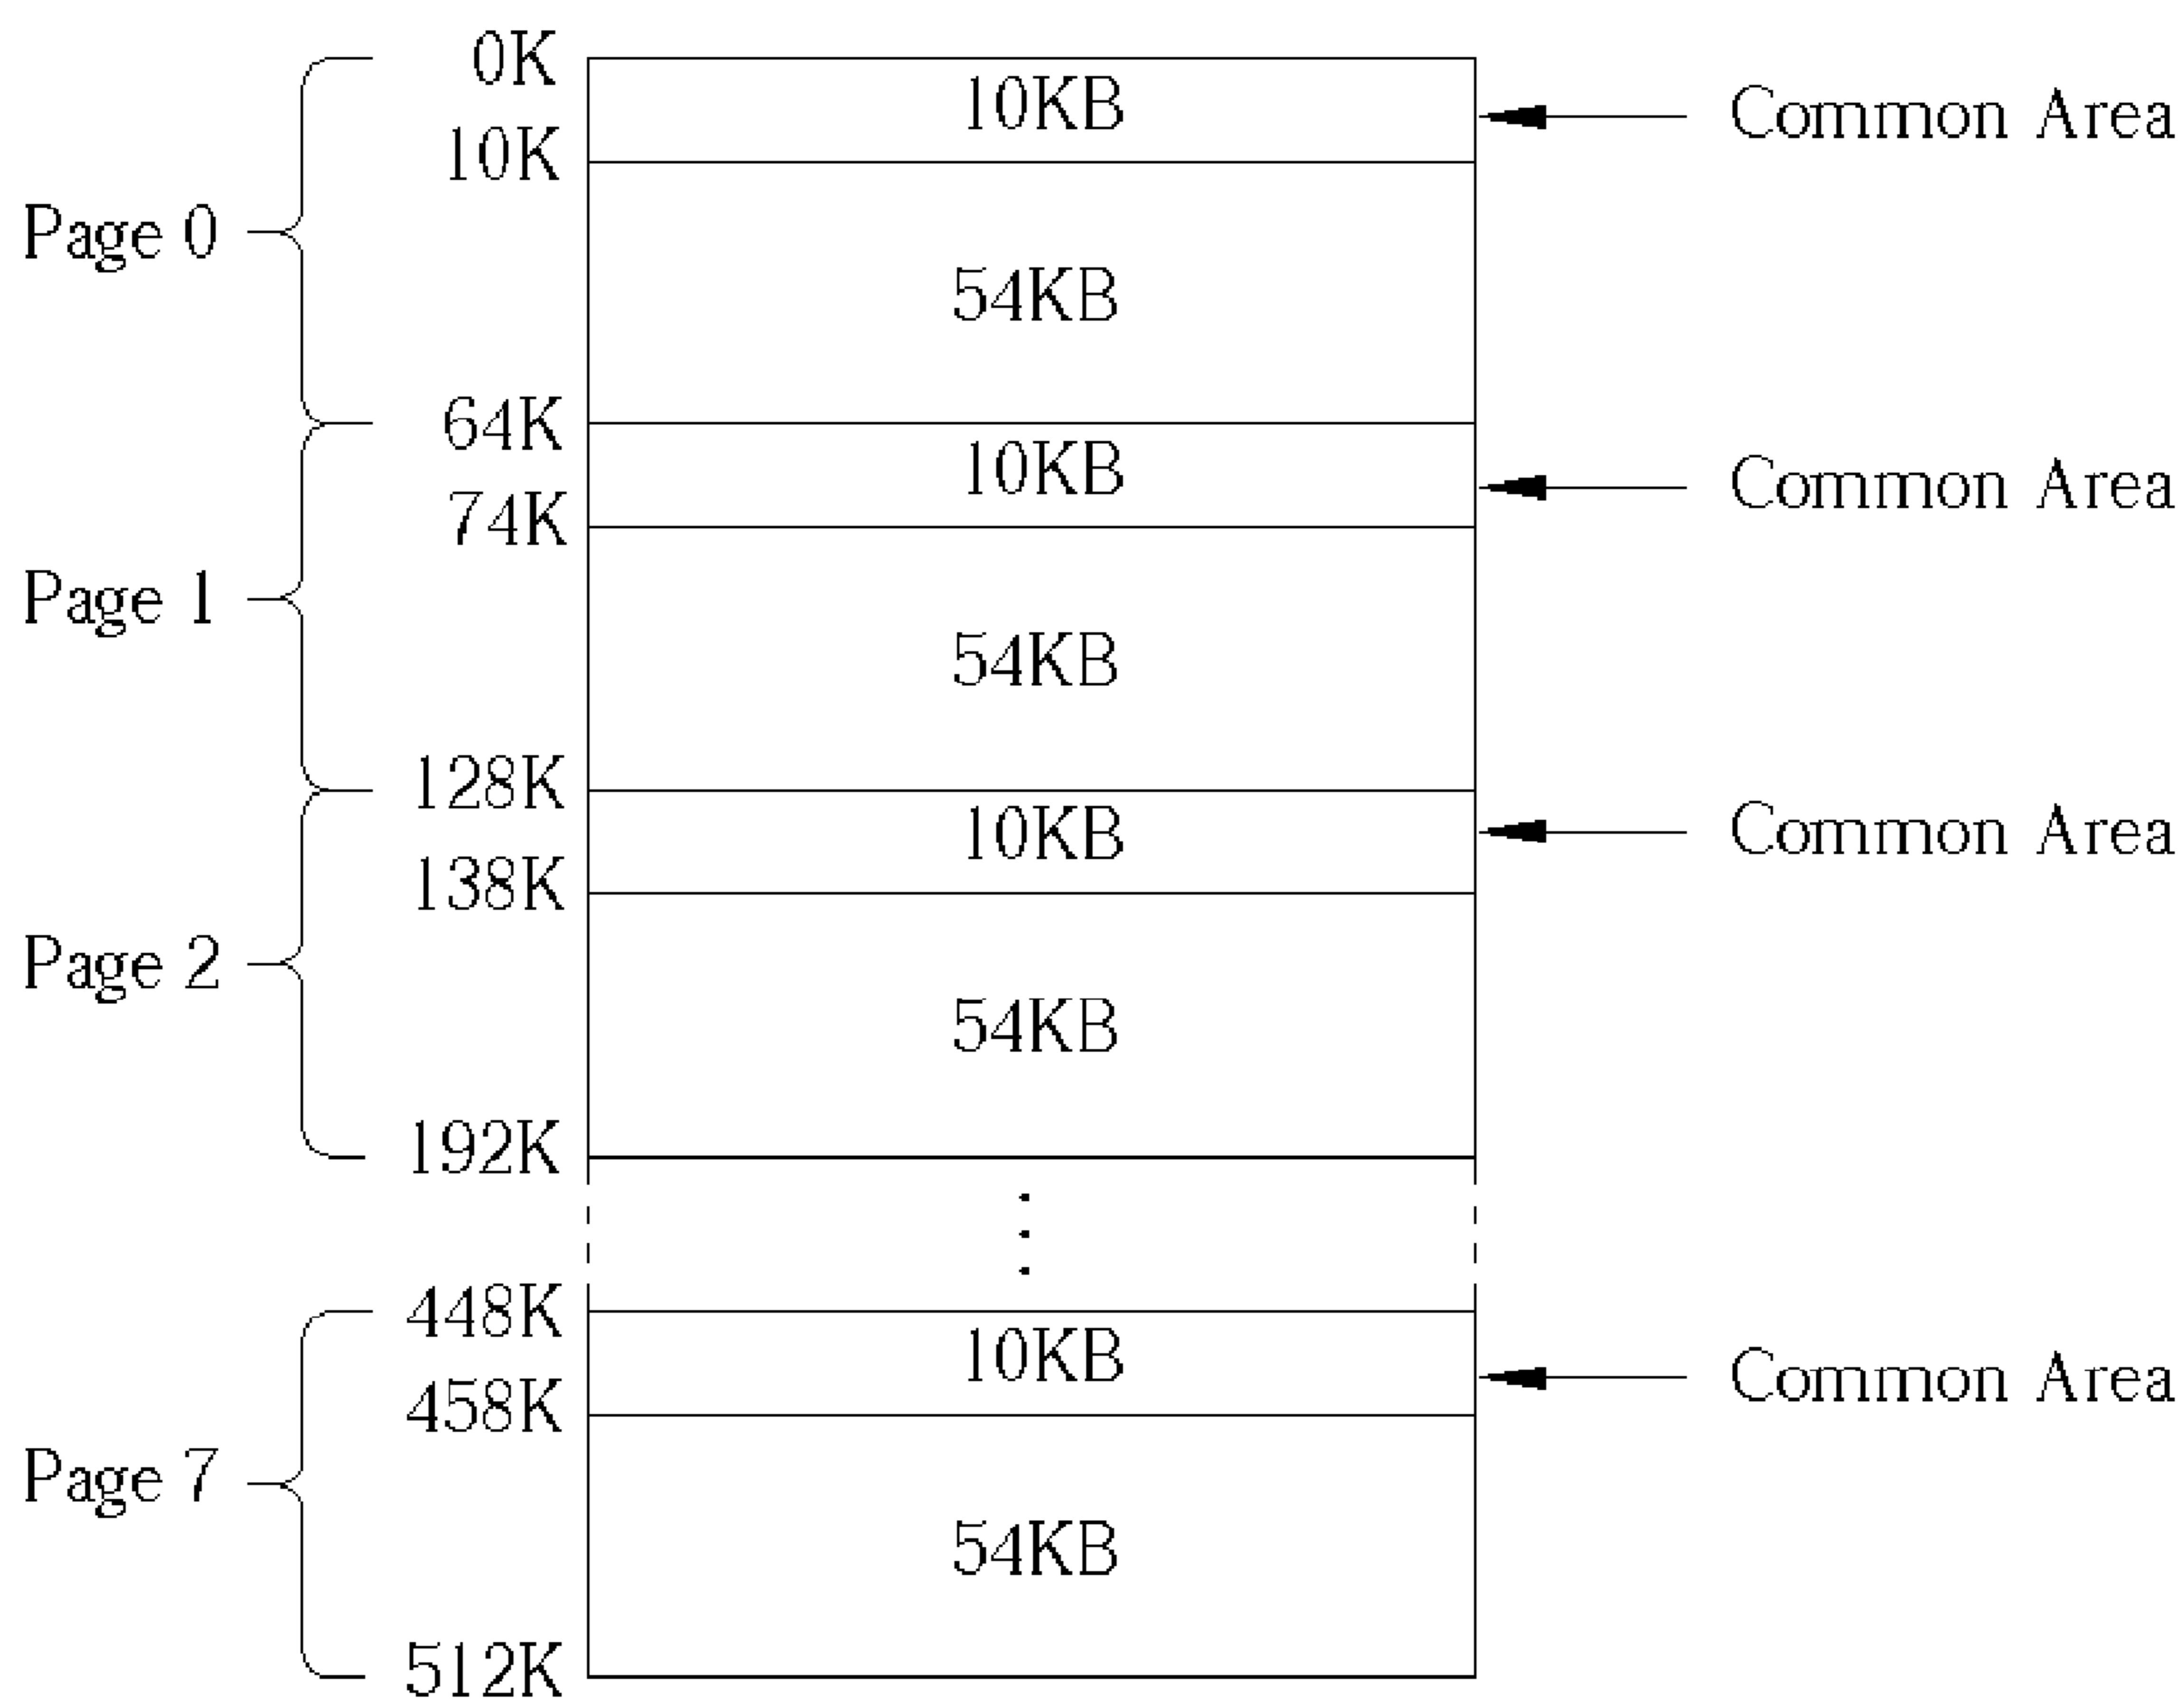 0K
10KB
Common Area
10K
Page 0
54KB
64K
10KB
Common Area
74K
Page 1
54KB
128K
10KB
Common Area
138K
Page 2
54KB
192K
448K
10KB
Common Area
458K
Page 7
54KB
512K